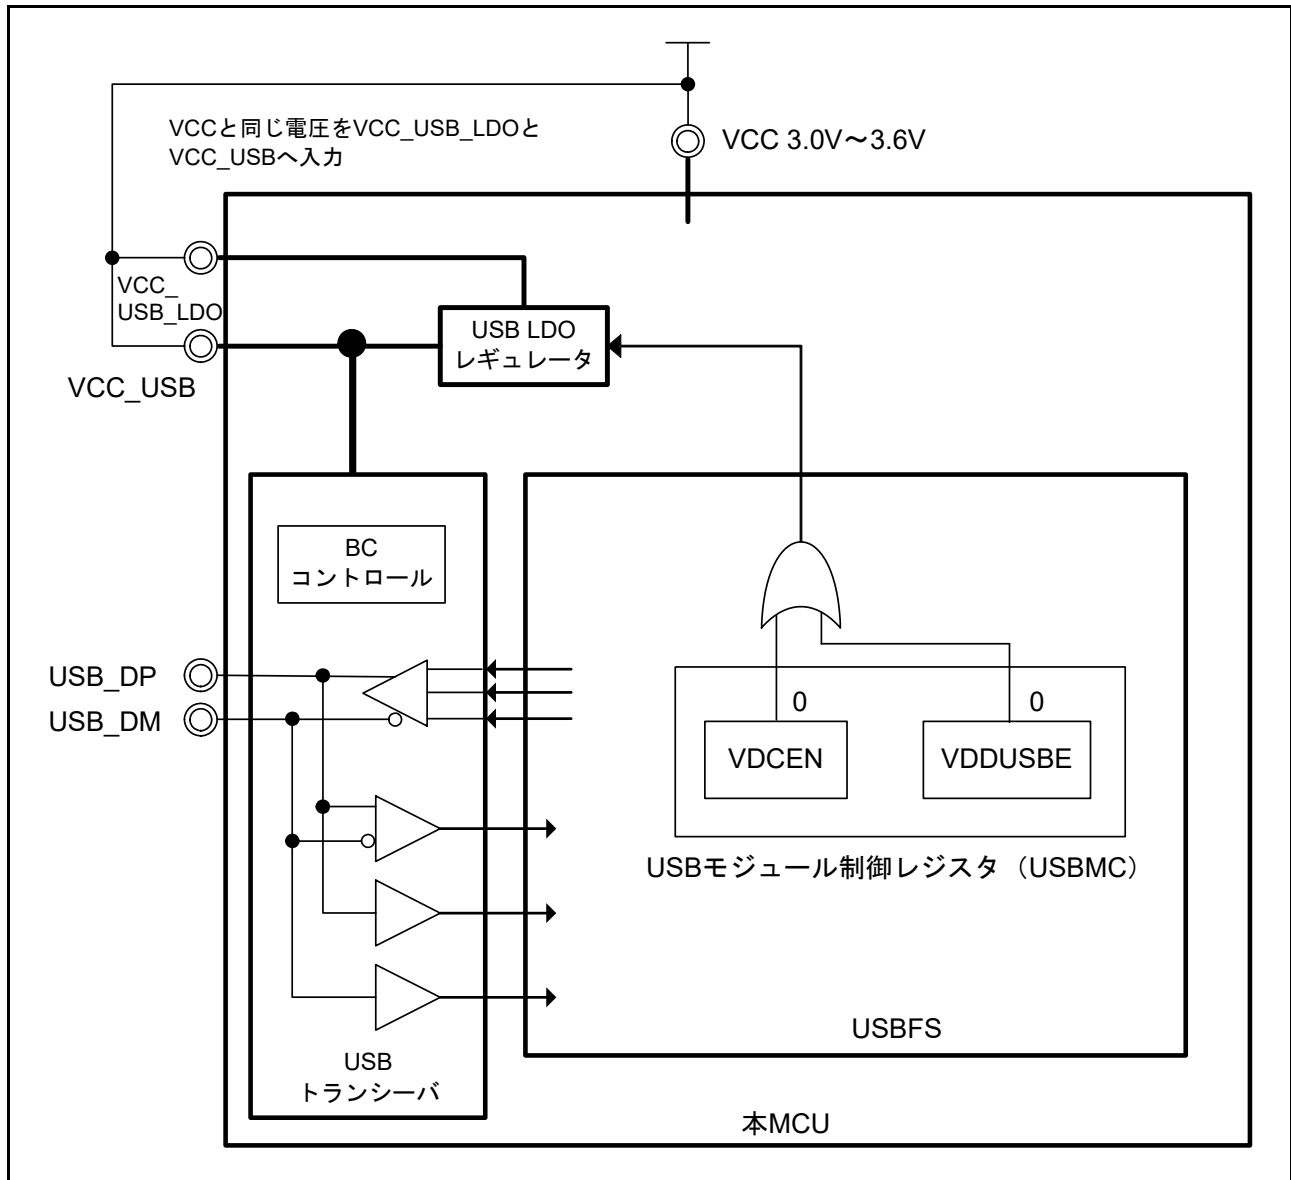 VCCと同じ電圧をVCC_USB_LDOと
VCC_USBへ入力
VCC 3.0V～3.6V
VCC_
USB_LDO
USB LDO
レギュレータ
VCC_USB
BC
コントロール
USB_DP
USB_DM
0
0
VDCEN
VDDUSBE
USBモジュール制御レジスタ（USBMC）
USBFS
USB
トランシーバ
本MCU